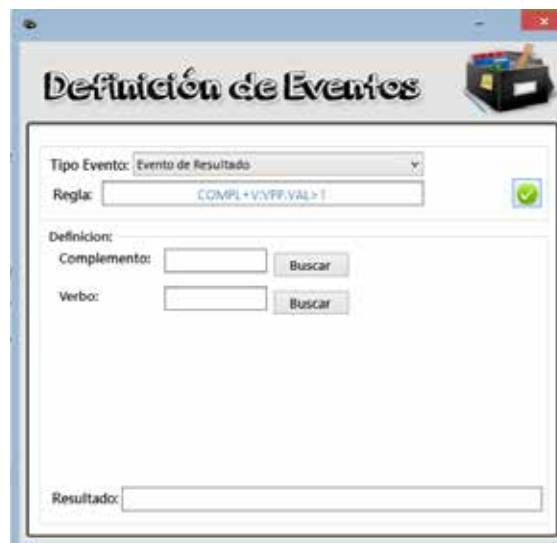 Definición de Eventos
Tipo Evento: Evento de Resultado
Regla: COMPL+V:VPP.VAL>1
Definicion:
Complemento: Buscar
Verbo: Buscar
Resultado: